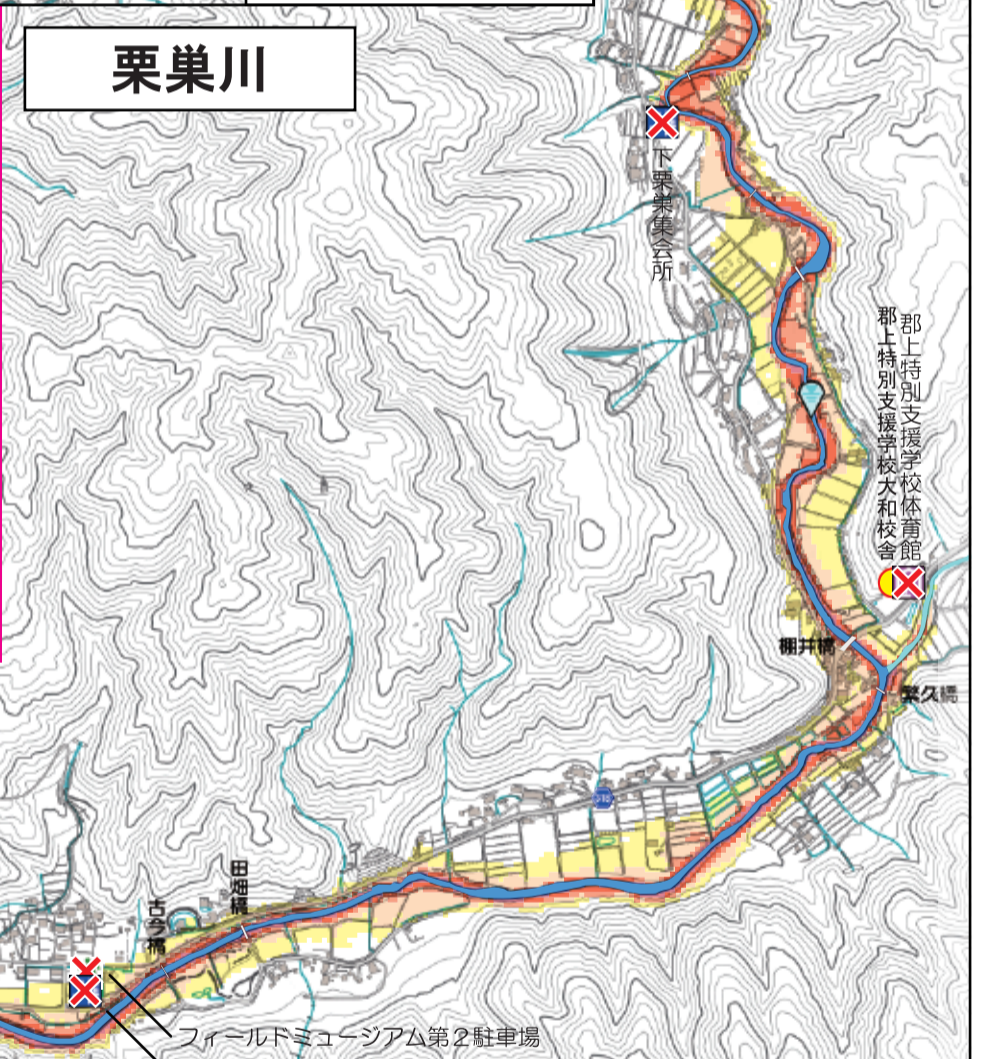 栗巣川
下栗巣集会所
郡上特別支援学校体育館
郡上特別支援学校大和校舎
棚井橋
繁久橋
田畑橋
古今橋
フィールドミュージアム第2駐車場